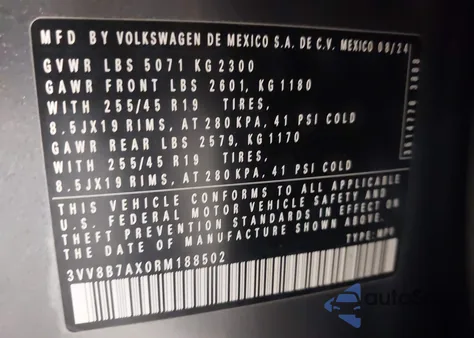 MFD BY VOLKSWAGEN DE MEXICO S.A. DE C.V. MEXICO 08/24
GVWR LBS 5071 KG 2300
GAWR FRONT LBS 2601, KG 1180
WITH 255/45 R19 TIRES,
8.5JX19 RIMS, AT 280 KPA, 41 PSI COLD
GAWR REAR LBS 2579, KG 1170
WITH 255/45 R19 TIRES,
8.5JX19 RIMS, AT 280 KPA, 41 PSI COLD
THIS VEHICLE CONFORMS TO ALL APPLICABLE
U.S. FEDERAL MOTOR VEHICLE SAFETY AND
THEFT PREVENTION STANDARDS IN EFFECT ON
THE DATE OF MANUFACTURE SHOWN ABOVE.
TYPE: MPV
3VV8B7AX0RM188502